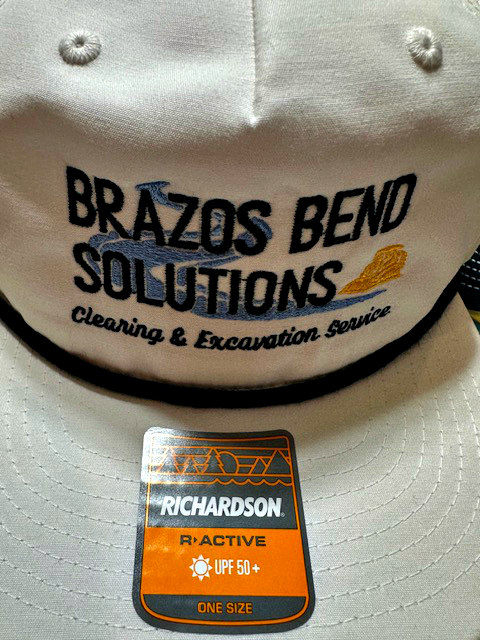 BRAZOS BEND
SOLUTIONS
Clearing & Excavation Service
RICHARDSON®
R▸ACTIVE
UPF 50+
ONE SIZE